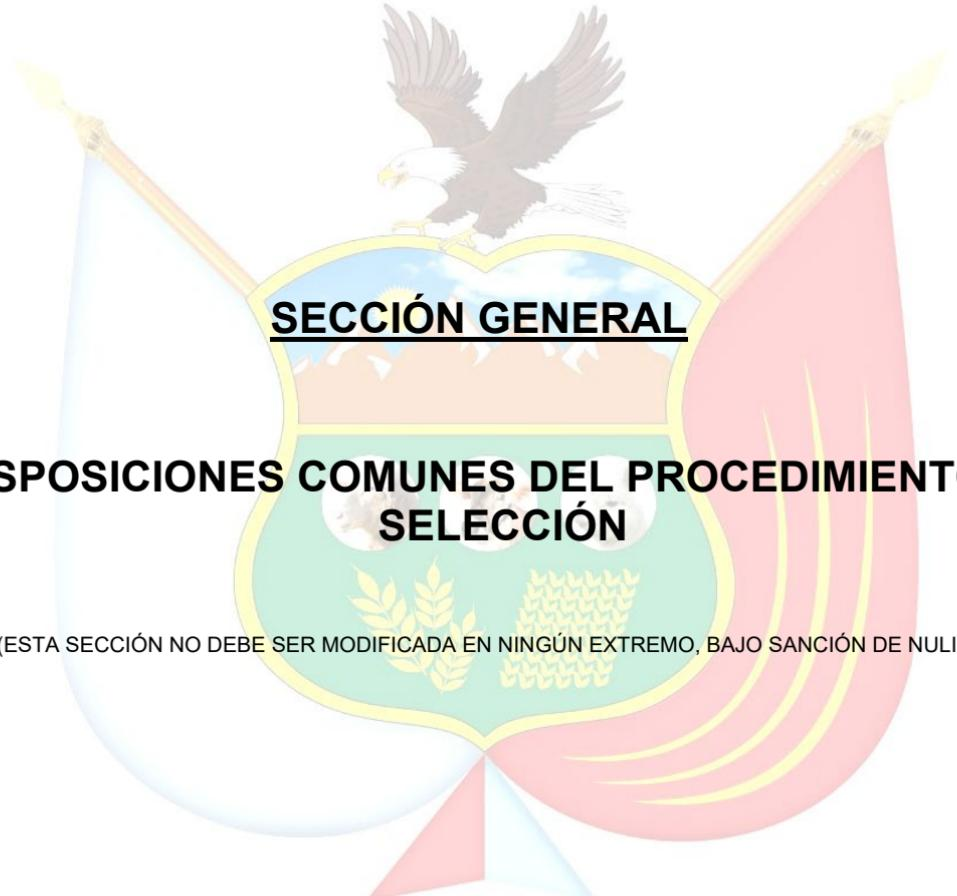 SECCIÓN GENERAL
SPOSICIONES COMUNES DEL PROCEDIMIENT
SELECCIÓN
(ESTA SECCIÓN NO DEBE SER MODIFICADA EN NINGÚN EXTREMO, BAJO SANCIÓN DE NULI